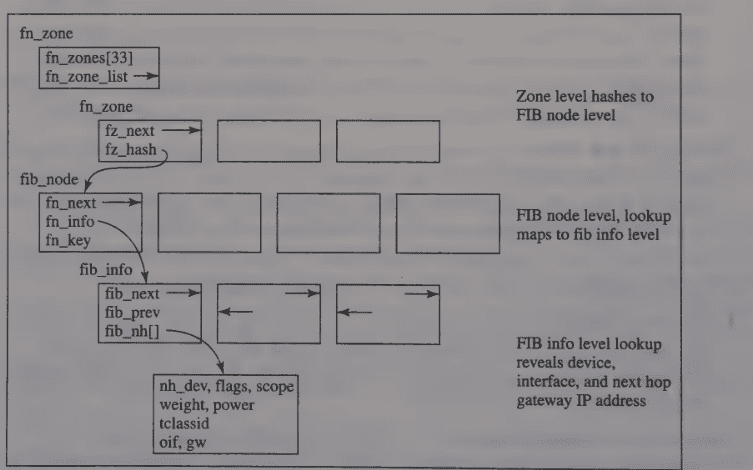 fn_zone
fn_zones[33]
fn_zone_list
fn_zone
fz_next
fz_hash
Zone level hashes to
FIB node level
fib_node
fn_next
fn_info
fn_key
FIB node level, lookup
maps to fib info level
fib_info
fib_next
fib_prev
fib_nh[]
FIB info level lookup
reveals device,
interface, and next hop
gateway IP address
nh_dev, flags, scope
weight, power
tclassid
oif, gw